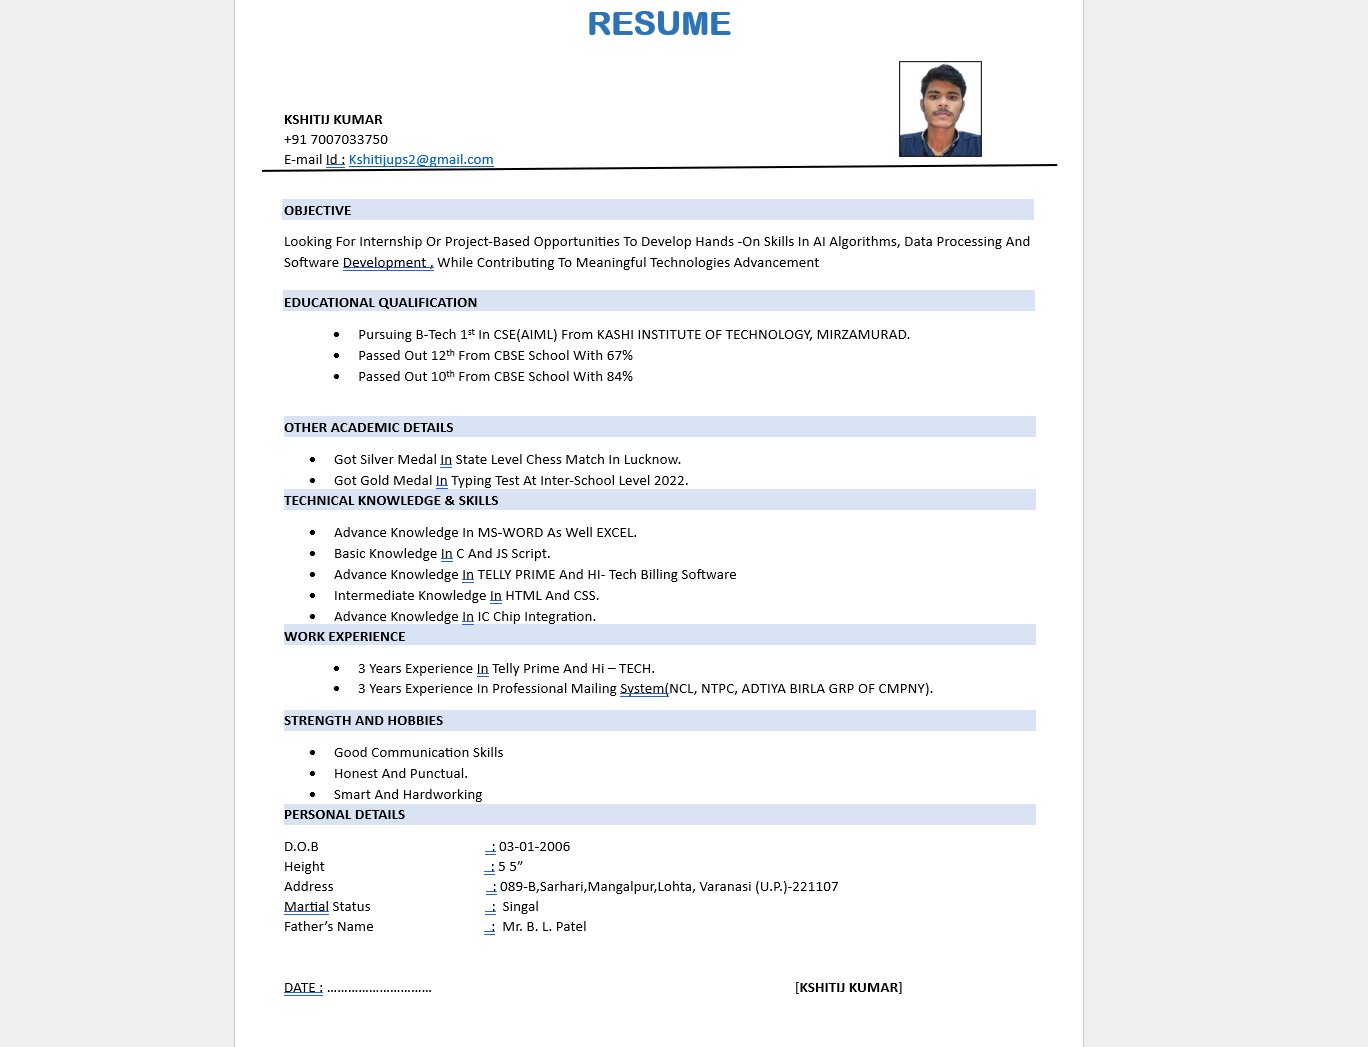 RESUME
KSHITIJ KUMAR
+91 7007033750
E-mail Id : Kshitijups2@gmail.com
OBJECTIVE
Looking For Internship Or Project-Based Opportunities To Develop Hands -On Skills In AI Algorithms, Data Processing And
Software Development , While Contributing To Meaningful Technologies Advancement
EDUCATIONAL QUALIFICATION
• Pursuing B-Tech 1st In CSE(AIML) From KASHI INSTITUTE OF TECHNOLOGY, MIRZAMURAD.
• Passed Out 12th From CBSE School With 67%
• Passed Out 10th From CBSE School With 84%
OTHER ACADEMIC DETAILS
• Got Silver Medal In State Level Chess Match In Lucknow.
• Got Gold Medal In Typing Test At Inter-School Level 2022.
TECHNICAL KNOWLEDGE & SKILLS
• Advance Knowledge In MS-WORD As Well EXCEL.
• Basic Knowledge In C And JS Script.
• Advance Knowledge In TELLY PRIME And HI- Tech Billing Software
• Intermediate Knowledge In HTML And CSS.
• Advance Knowledge In IC Chip Integration.
WORK EXPERIENCE
• 3 Years Experience In Telly Prime And Hi – TECH.
• 3 Years Experience In Professional Mailing System(NCL, NTPC, ADTIYA BIRLA GRP OF CMPNY).
STRENGTH AND HOBBIES
• Good Communication Skills
• Honest And Punctual.
• Smart And Hardworking
PERSONAL DETAILS
D.O.B : 03-01-2006
Height : 5 5”
Address : 089-B,Sarhari,Mangalpur,Lohta, Varanasi (U.P.)-221107
Martial Status : Singal
Father’s Name : Mr. B. L. Patel
DATE : ………………………… [KSHITIJ KUMAR]